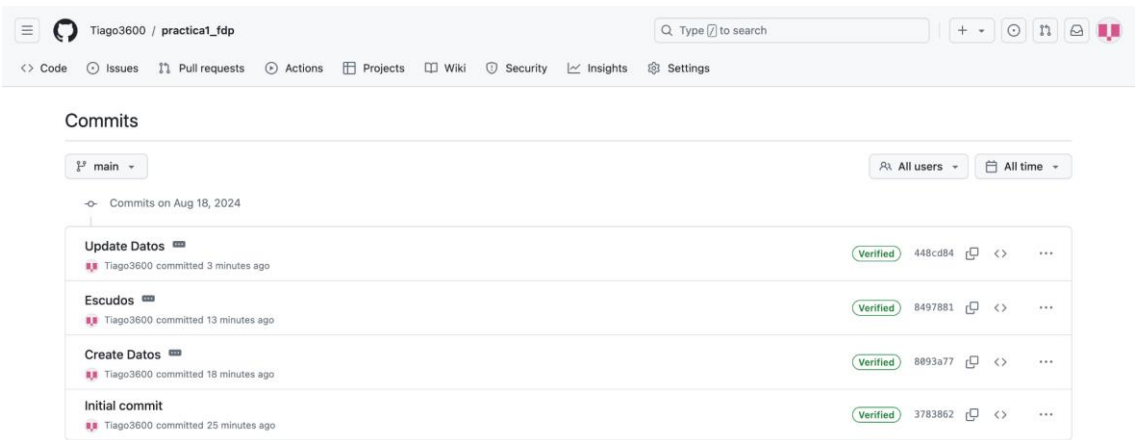 Tiago3600 / practica1_fdp
Type / to search
<> Code Issues Pull requests Actions Projects Wiki Security Insights Settings
Commits
main All users All time
Commits on Aug 18, 2024
Update Datos
Verified 448cd84
Tiago3600 committed 3 minutes ago
Escudos
Verified 8497881
Tiago3600 committed 13 minutes ago
Create Datos
Verified 8093a77
Tiago3600 committed 18 minutes ago
Initial commit
Verified 3783862
Tiago3600 committed 25 minutes ago